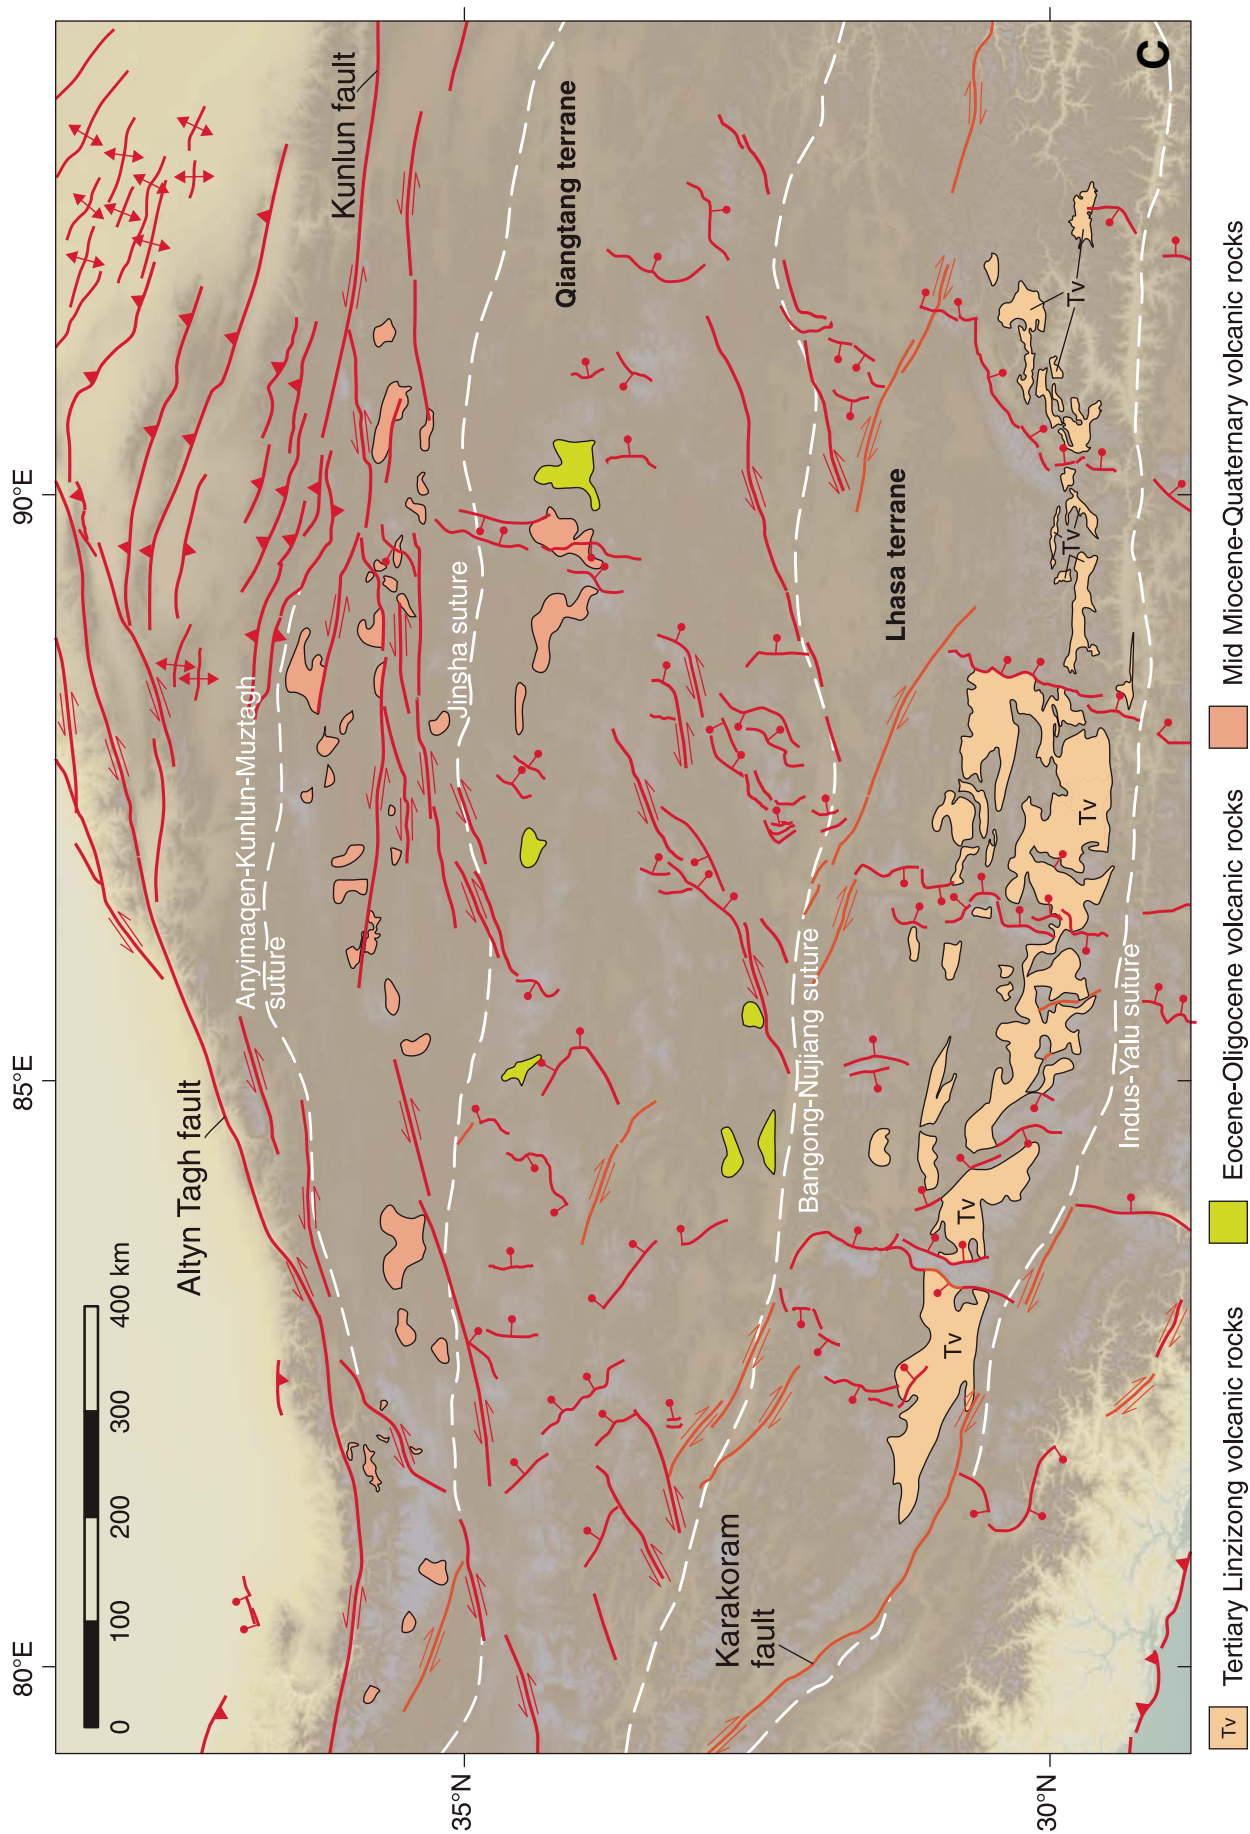 80°E
85°E
90°E
0
100
200
300
400 km
Altyn Tagh fault
Kunlun fault
Anyimaqen-Kunlun-Muztagh
suture
35°N
Jinsha suture
Qiangtang terrane
Bangong-Nujiang suture
Lhasa terrane
Karakoram
fault
Tv
Tv
Tv
Tv
Tv
30°N
Indus-Yalu suture
C
Tv
Tertiary Linzizong volcanic rocks
Eocene-Oligocene volcanic rocks
Mid Miocene-Quaternary volcanic rocks